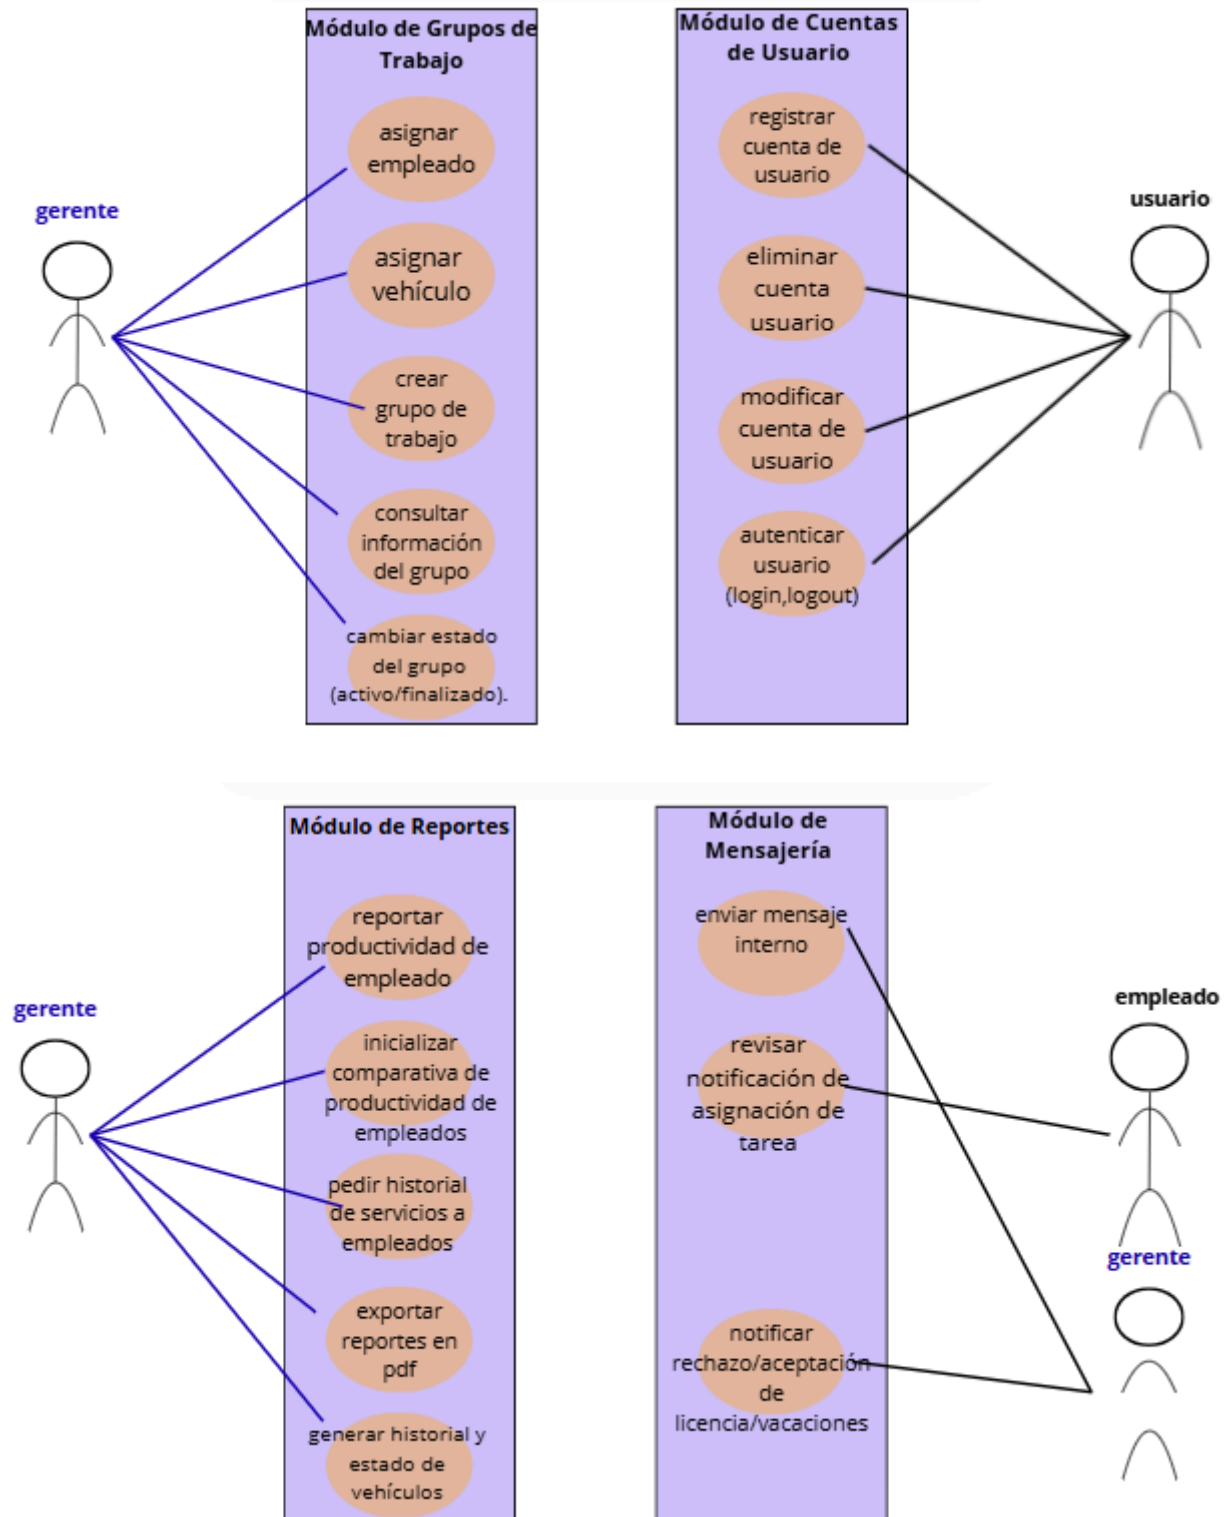 Módulo de Grupos de
Trabajo
asignar
empleado
gerente
asignar
vehículo
crear
grupo de
trabajo
consultar
información
del grupo
cambiar estado
del grupo
(activo/finalizado).
Módulo de Cuentas
de Usuario
registrar
cuenta de
usuario
usuario
eliminar
cuenta
usuario
modificar
cuenta de
usuario
autenticar
usuario
(login,logout)
Módulo de Reportes
reportar
productividad de
empleado
gerente
inicializar
comparativa de
productividad de
empleados
pedir historial
de servicios a
empleados
exportar
reportes en
pdf
generar historial y
estado de
vehículos
Módulo de
Mensajería
enviar mensaje
interno
empleado
revisar
notificación de
asignación de
tarea
gerente
notificar
rechazo/aceptación
de
licencia/vacaciones